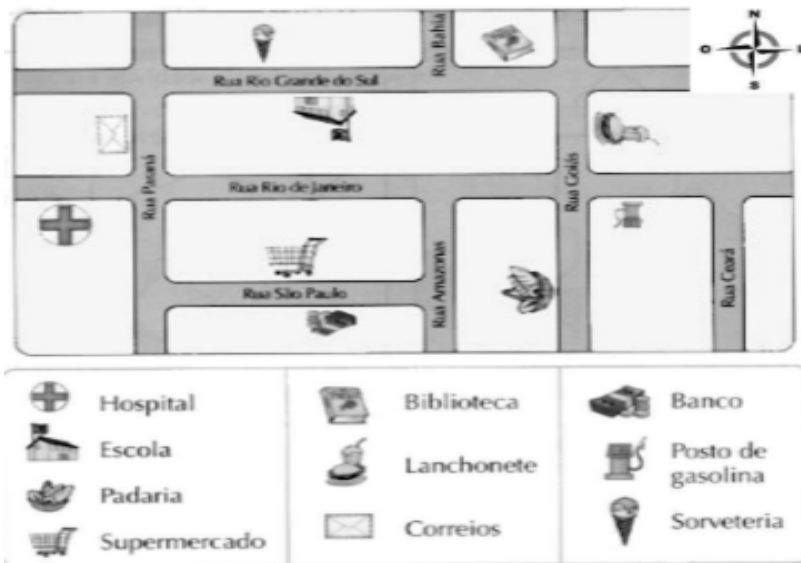 N
O
S
Rua Bahia
Rua Rio Grande do Sul
Rua Paraná
Rua Rio de Janeiro
Rua Goiás
Rua São Paulo
Rua Amazonas
Rua Ceará
Hospital
Escola
Padaria
Supermercado
Biblioteca
Lanchonete
Correios
Banco
Posto de
gasolina
Sorveteria